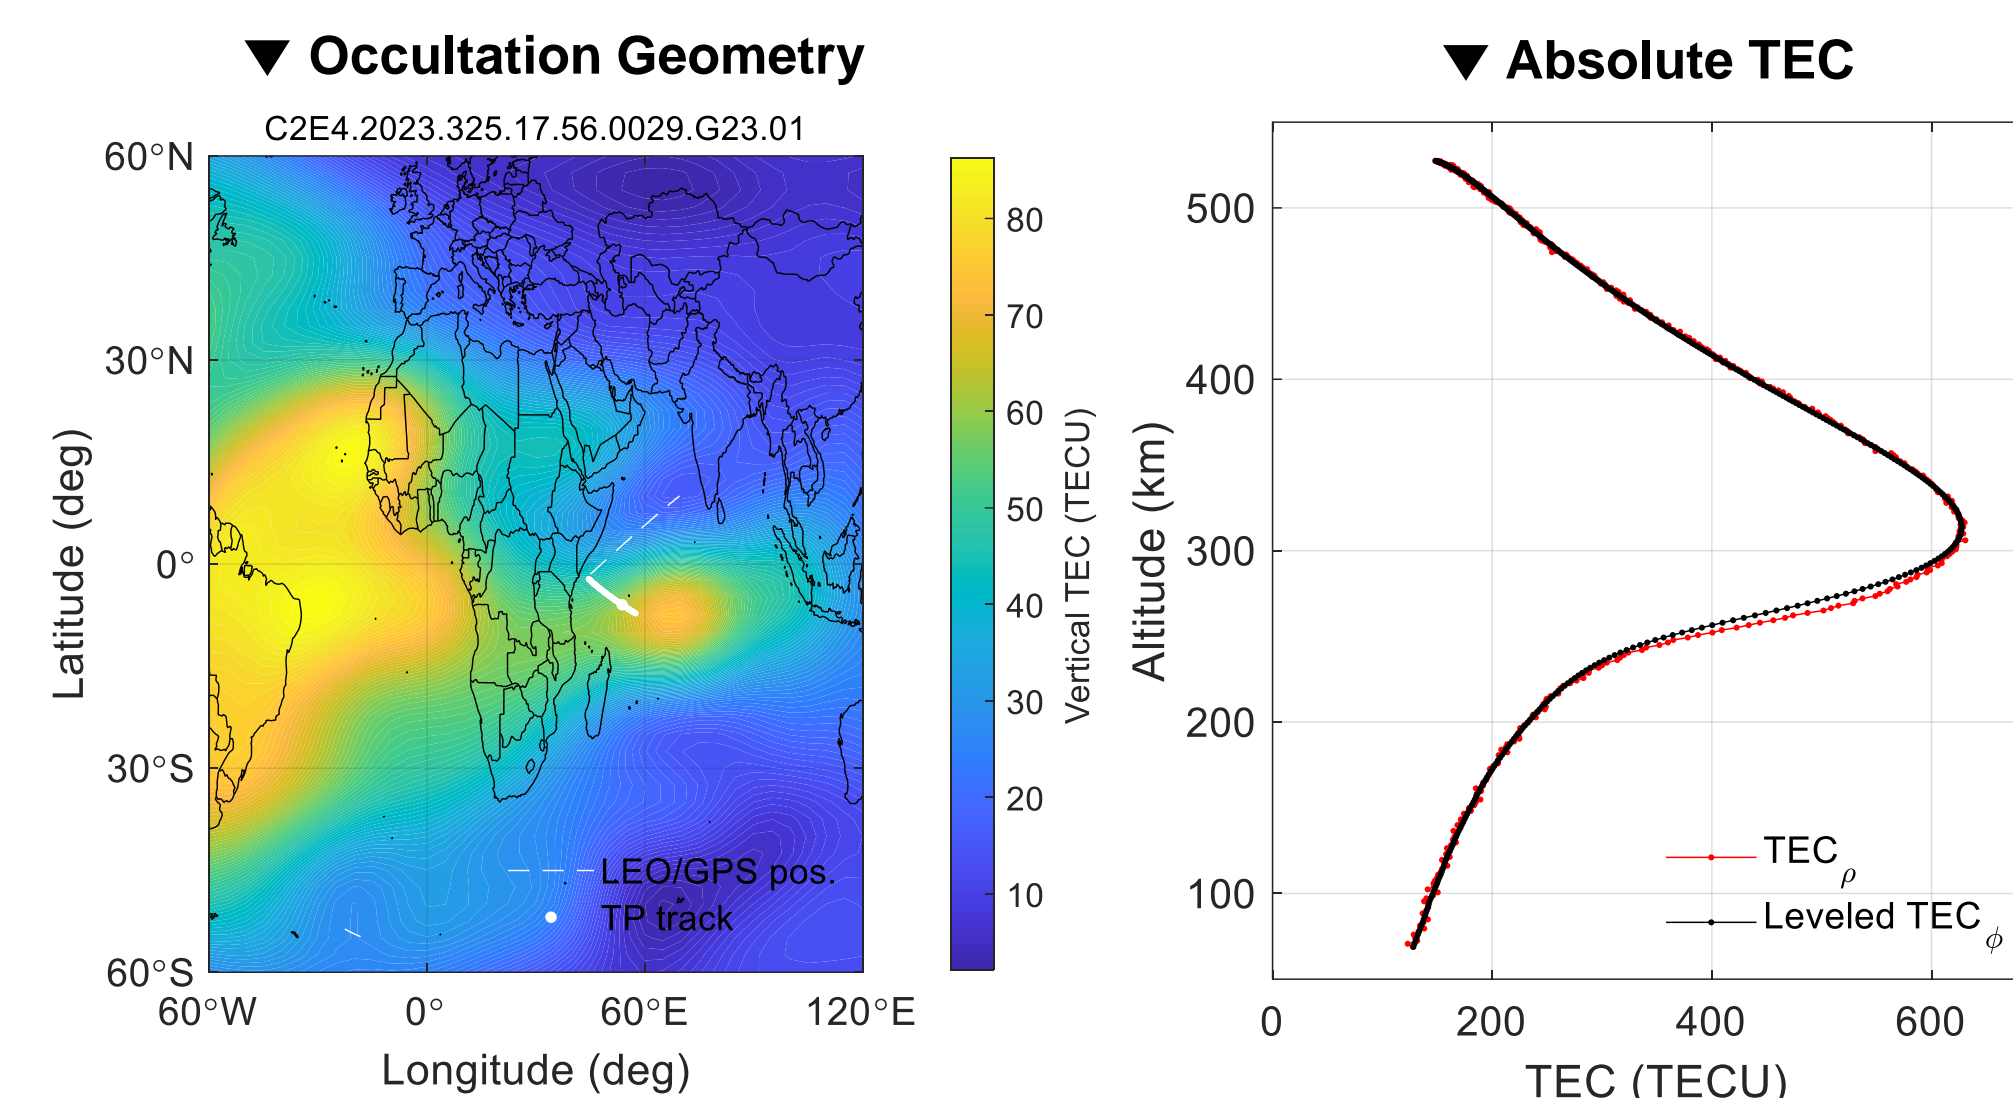 ▼ Occultation Geometry
C2E4.2023.325.17.56.0029.G23.01
60°N
30°N
0°
30°S
60°S
Latitude (deg)
60°W 0° 60°E 120°E
Longitude (deg)
LEO/GPS pos.
TP track
80
70
60
50
40
30
20
10
Vertical TEC (TECU)
▼ Absolute TEC
500
400
300
200
100
Altitude (km)
0 200 400 600
TEC (TECU)
TECρ
Leveled TECϕ